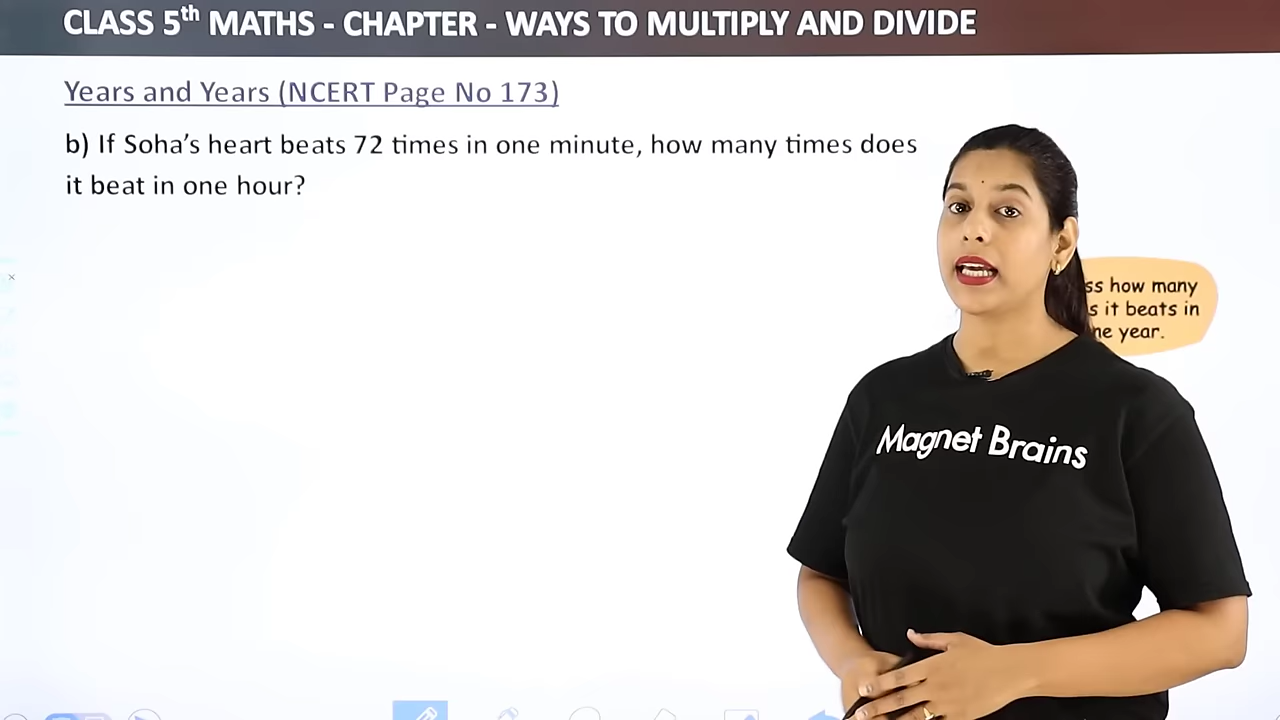 CLASS 5th MATHS - CHAPTER - WAYS TO MULTIPLY AND DIVIDE
Years and Years (NCERT Page No 173)
b) If Soha's heart beats 72 times in one minute, how many times does
it beat in one hour?
how many
it beats in
year.
Magnet Brains